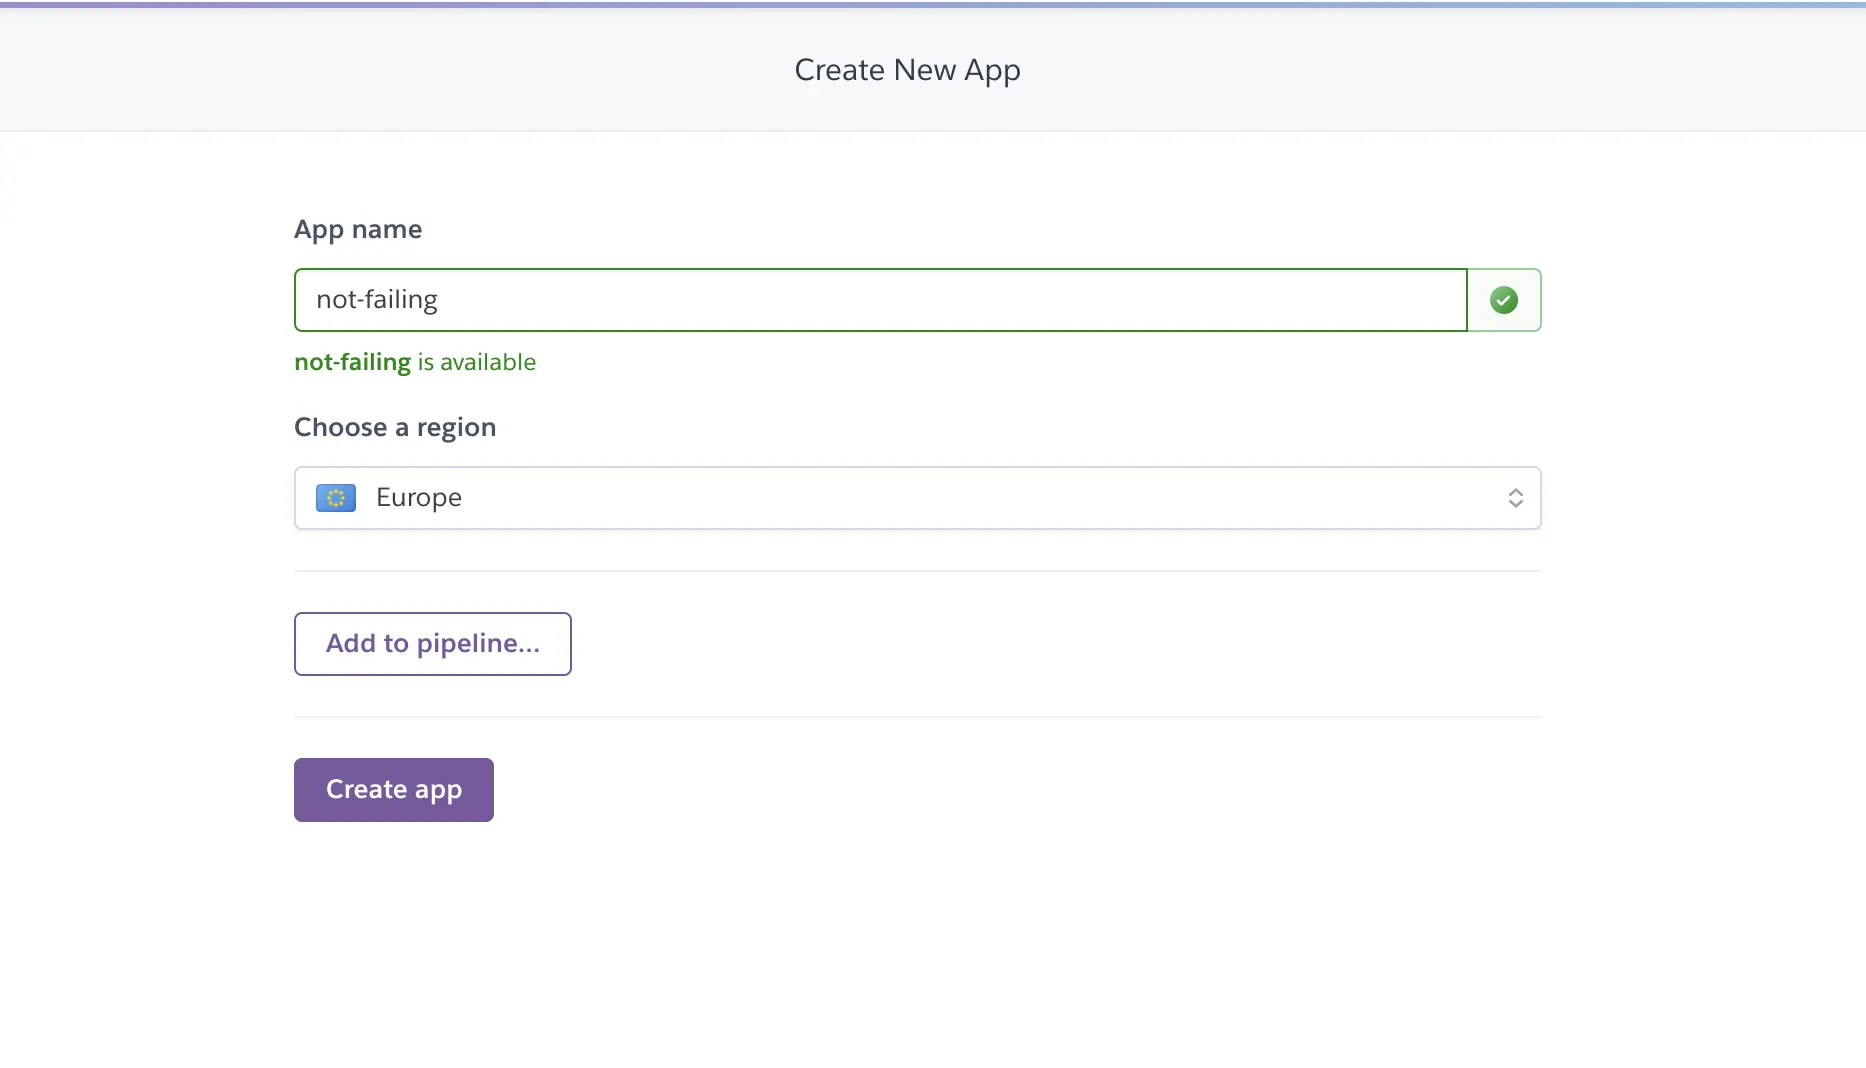 Create New App
App name
not-failing
not-failing is available
Choose a region
Europe
Add to pipeline...
Create app